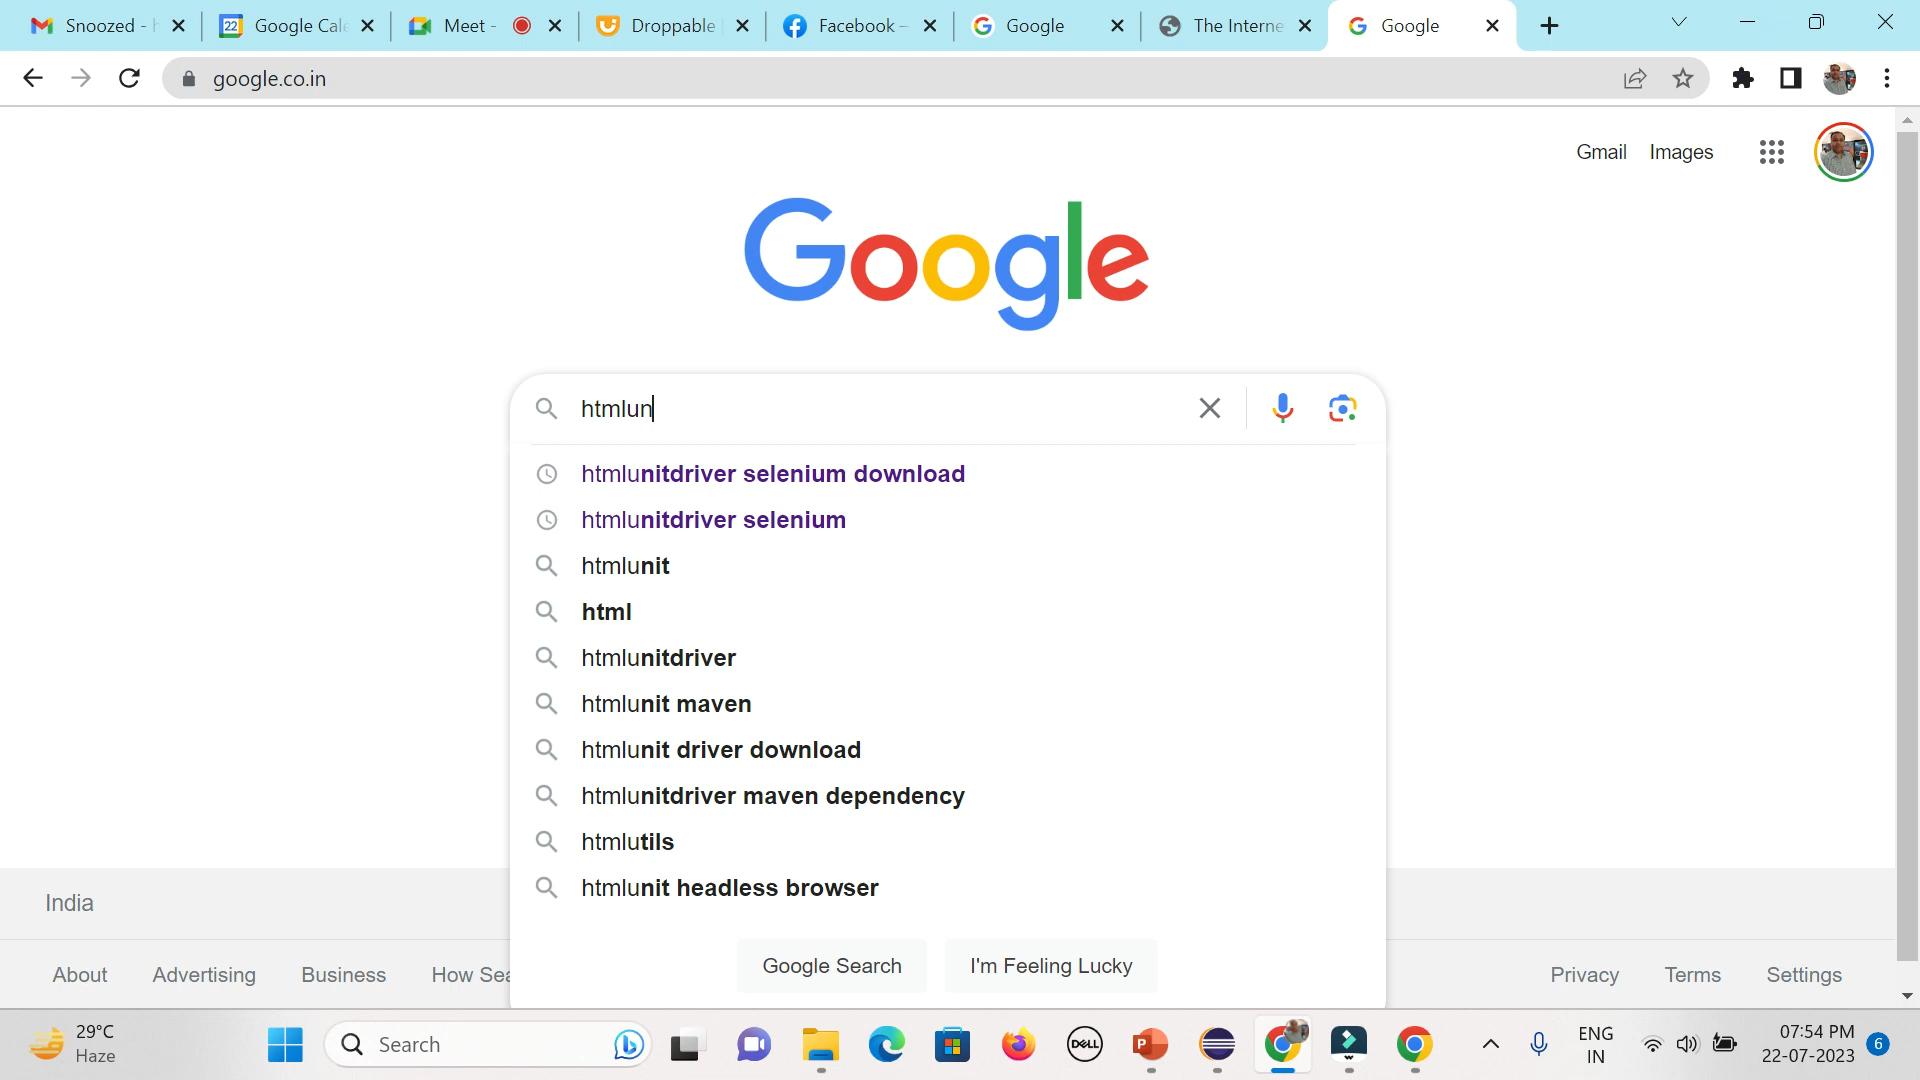 Snoozed -
Google Cal
Meet -
Droppable
Facebook -
Google
The Interne
Google
google.co.in
Gmail
Images
Google
htmlun
htmlunitdriver selenium download
htmlunitdriver selenium
htmlunit
html
htmlunitdriver
htmlunit maven
htmlunit driver download
htmlunitdriver maven dependency
htmlutils
htmlunit headless browser
Google Search
I'm Feeling Lucky
India
About
Advertising
Business
How Sea
Privacy
Terms
Settings
29°C
Haze
Search
DELL
ENG
IN
07:54 PM
22-07-2023
6